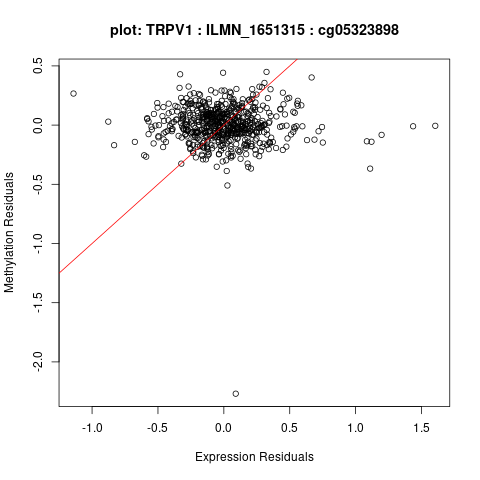 plot: TRPV1 : ILMN_1651315 : cg05323898
Methylation Residuals
0.5
0.0
-0.5
-1.0
-1.5
-2.0
-1.0 -0.5 0.0 0.5 1.0 1.5
Expression Residuals